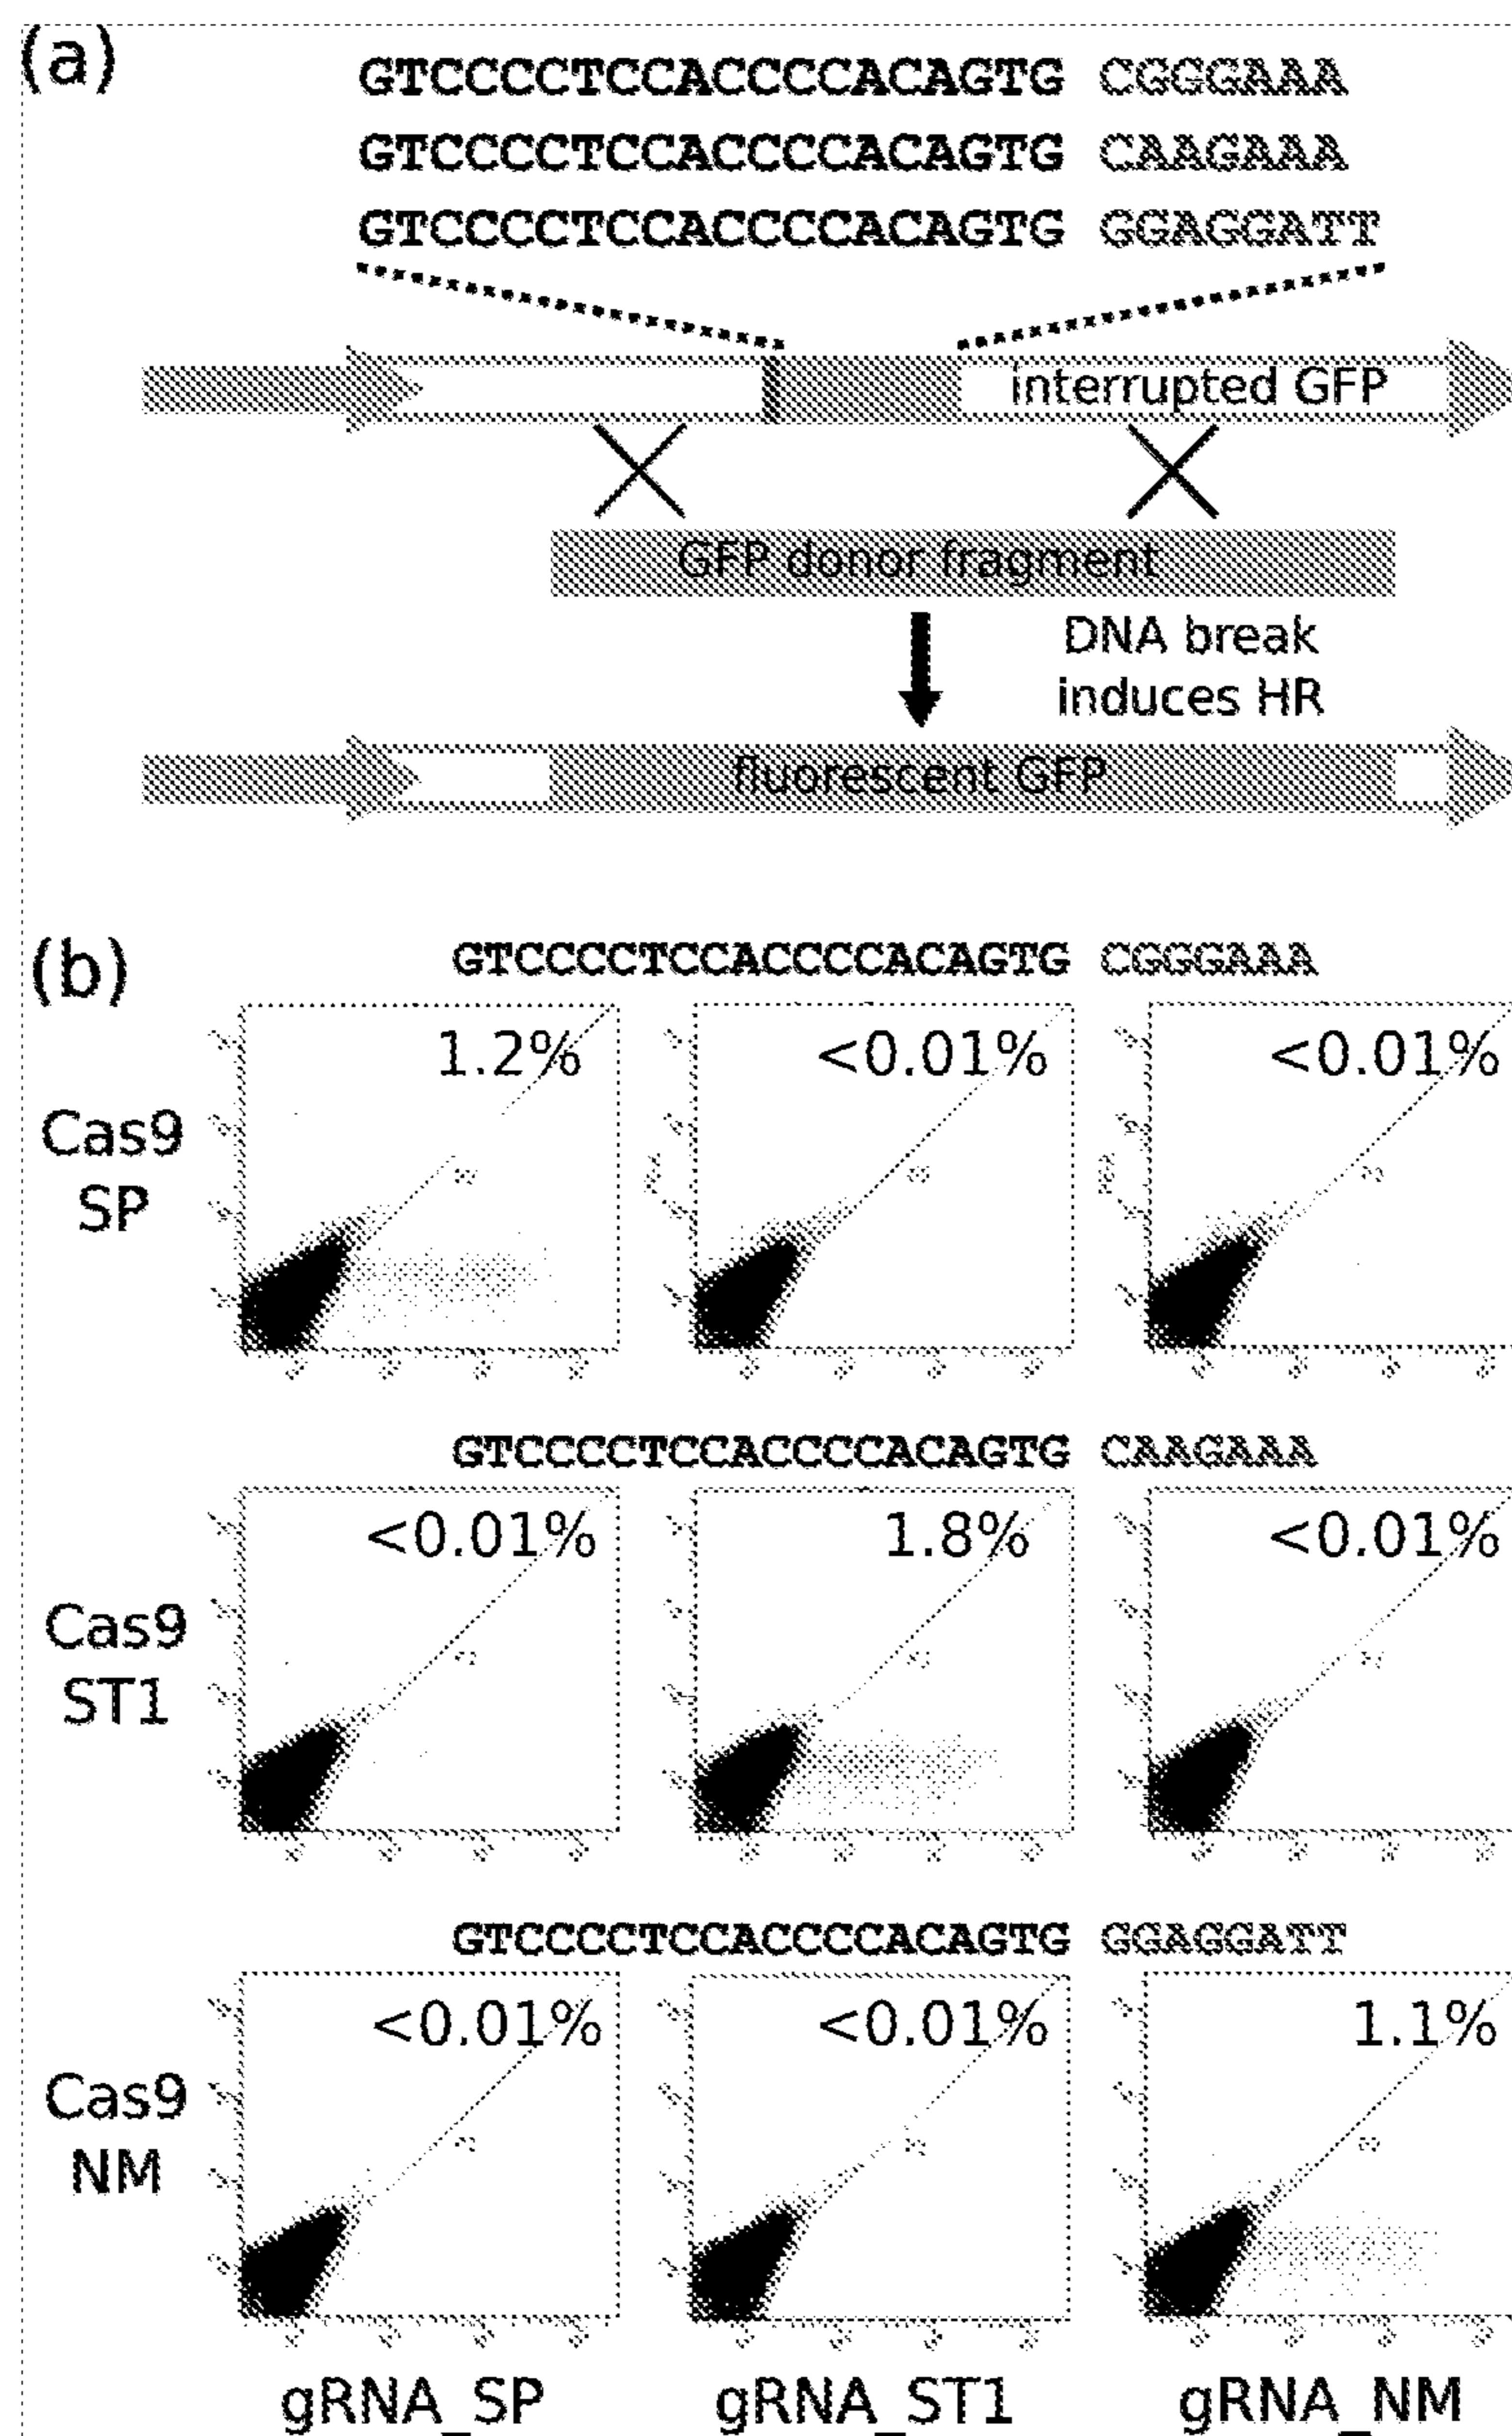 (a)
GTCCCCTCCACCCCACAGTG CGGGAAA
GTCCCCTCCACCCCACAGTG CAAGAAA
GTCCCCTCCACCCCACAGTG GGAGGATT
interrupted GFP
GFP donor fragment
DNA break
induces HR
fluorescent GFP
(b)
GTCCCCTCCACCCCACAGTG CGGGAAA
Cas9
SP
1.2%
<0.01%
<0.01%
GTCCCCTCCACCCCACAGTG CAAGAAA
Cas9
ST1
<0.01%
1.8%
<0.01%
GTCCCCTCCACCCCACAGTG GGAGGATT
Cas9
NM
<0.01%
<0.01%
1.1%
gRNA_SP
gRNA_ST1
gRNA_NM